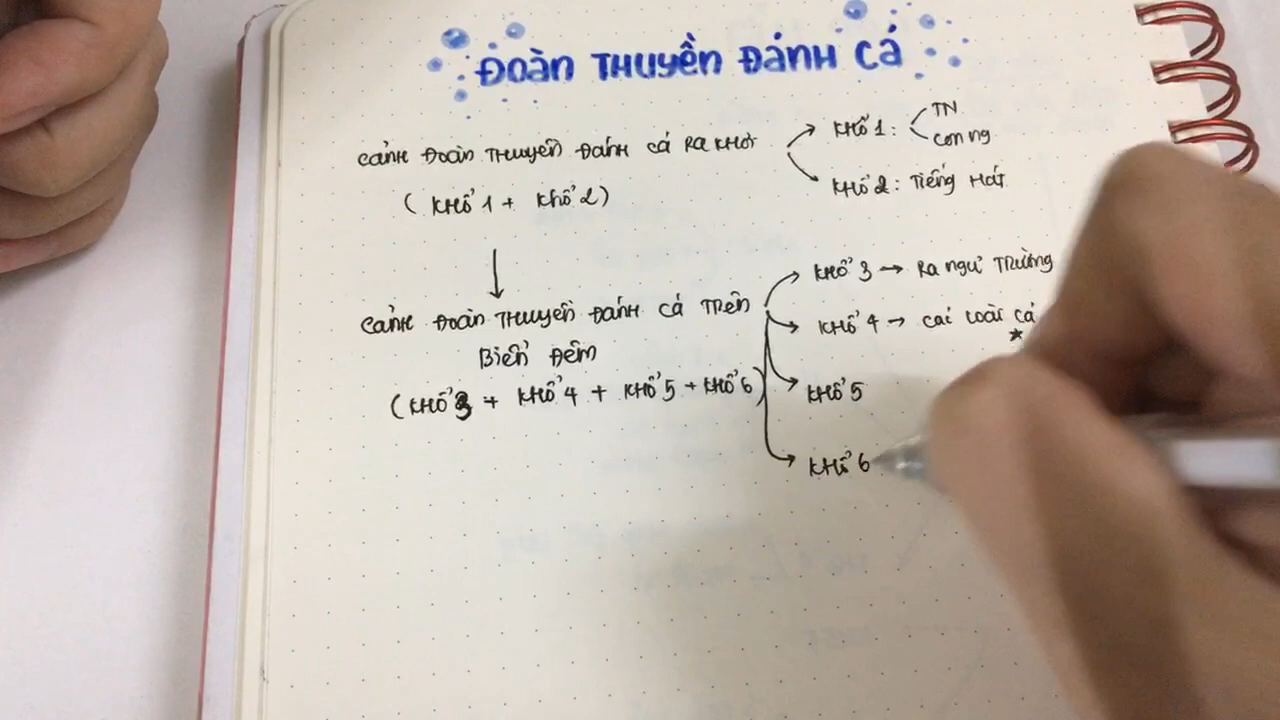 ĐOÀN THUYỀN ĐÁNH CÁ
CẢNH ĐOÀN THUYỀN ĐÁNH CÁ RA KHƠI
(KHỔ 1 + KHỔ 2)
KHỔ 1: TN
con ng
KHỔ 2: TIẾNG HÁT
CẢNH ĐOÀN THUYỀN ĐÁNH CÁ TRÊN
BIỂN ĐÊM
(KHỔ 3 + KHỔ 4 + KHỔ 5 + KHỔ 6)
KHỔ 3 → RA NGƯ TRƯỜNG
KHỔ 4 → các loài cá
KHỔ 5
KHỔ 6